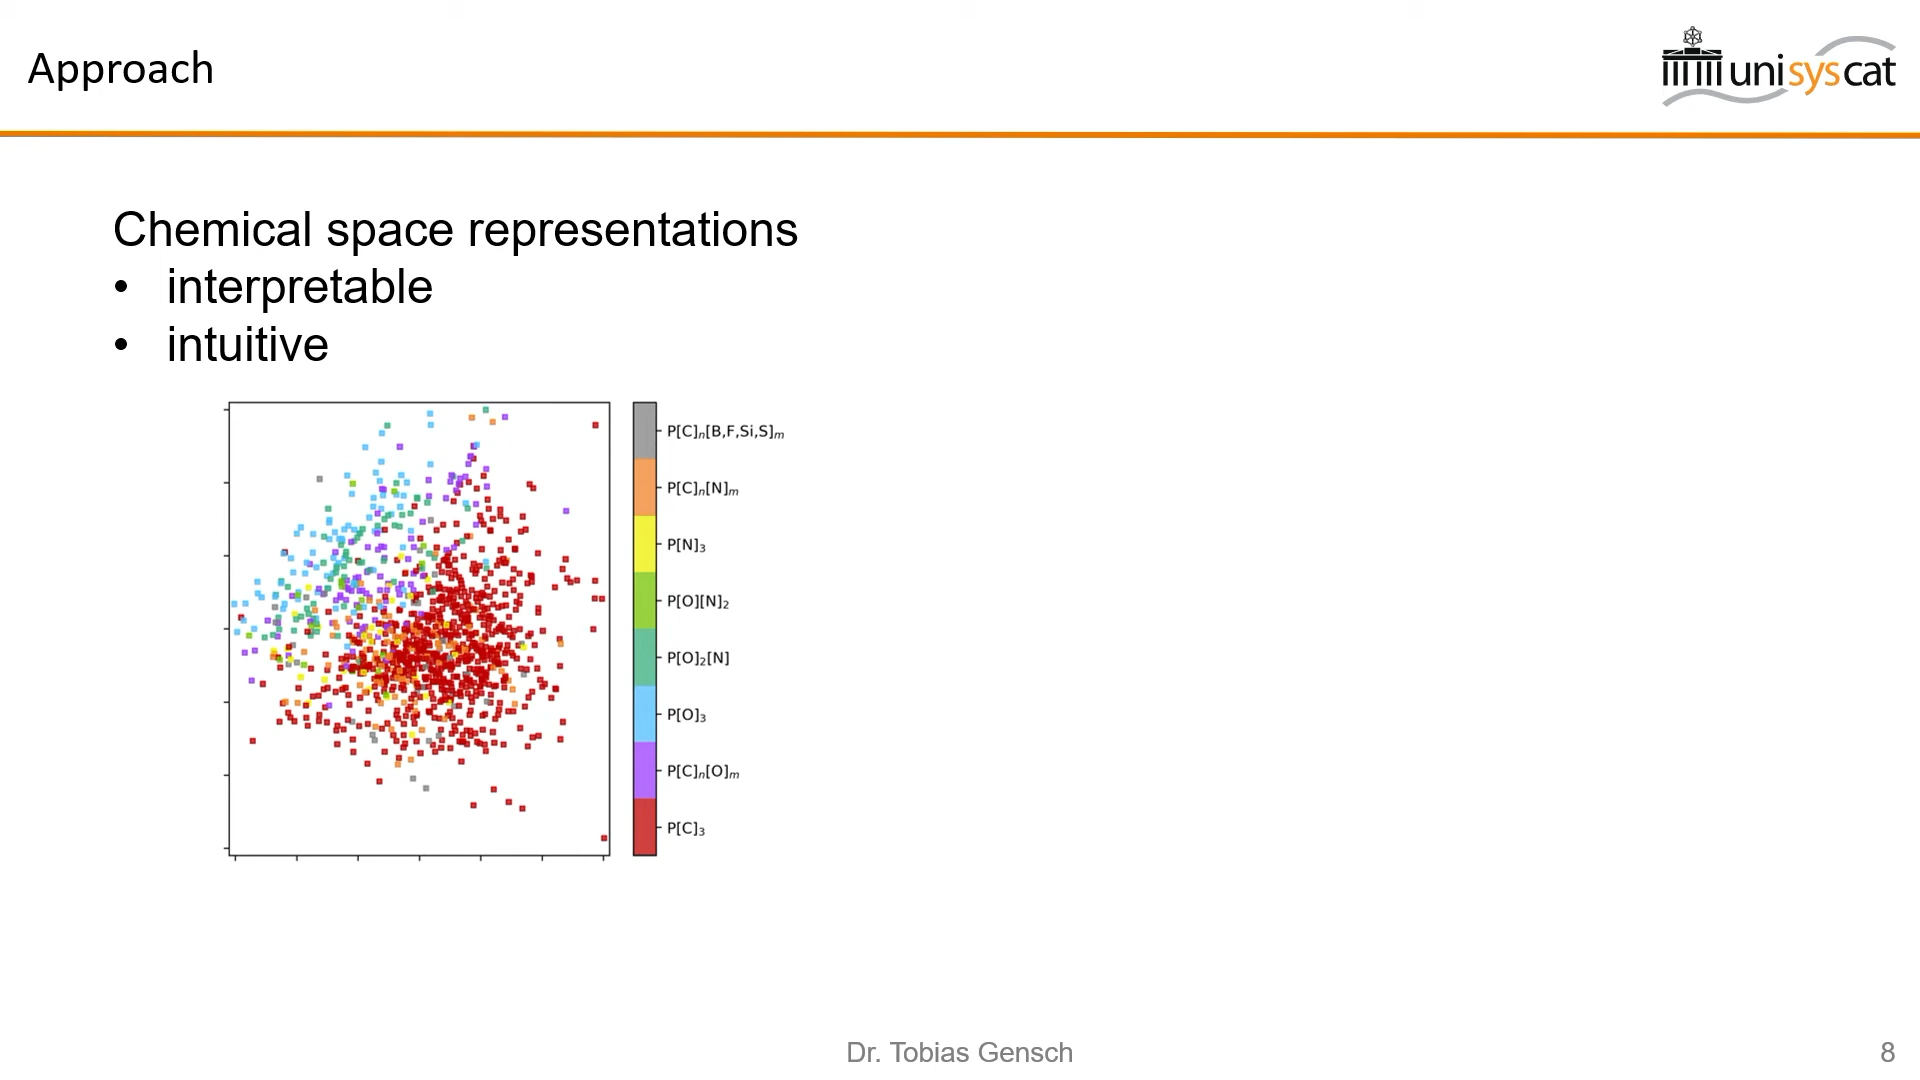 Approach
unisyscat
Chemical space representations
• interpretable
• intuitive
P[C]ₙ[B,F,Si,S]ₘ
P[C]ₙ[N]ₘ
P[N]₃
P[O][N]₂
P[O]₂[N]
P[O]₃
P[C]ₙ[O]ₘ
P[C]₃
Dr. Tobias Gensch
8